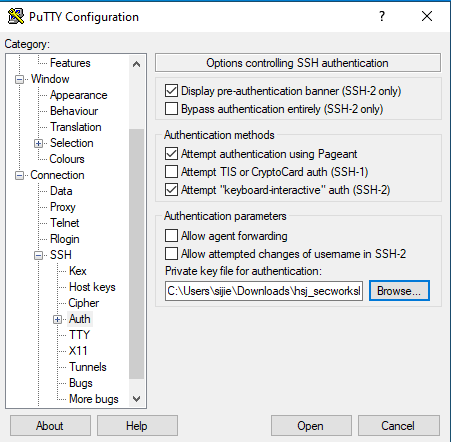 PuTTY Configuration
Category:
Features
Window
Appearance
Behaviour
Translation
Selection
Colours
Connection
Data
Proxy
Telnet
Rlogin
SSH
Kex
Host keys
Cipher
Auth
TTY
X11
Tunnels
Bugs
More bugs
Options controlling SSH authentication
Display pre-authentication banner (SSH-2 only)
Bypass authentication entirely (SSH-2 only)
Authentication methods
Attempt authentication using Pageant
Attempt TIS or CryptoCard auth (SSH-1)
Attempt "keyboard-interactive" auth (SSH-2)
Authentication parameters
Allow agent forwarding
Allow attempted changes of username in SSH-2
Private key file for authentication:
C:\Users\sijie\Downloads\hsj_secworksl
Browse...
About
Help
Open
Cancel